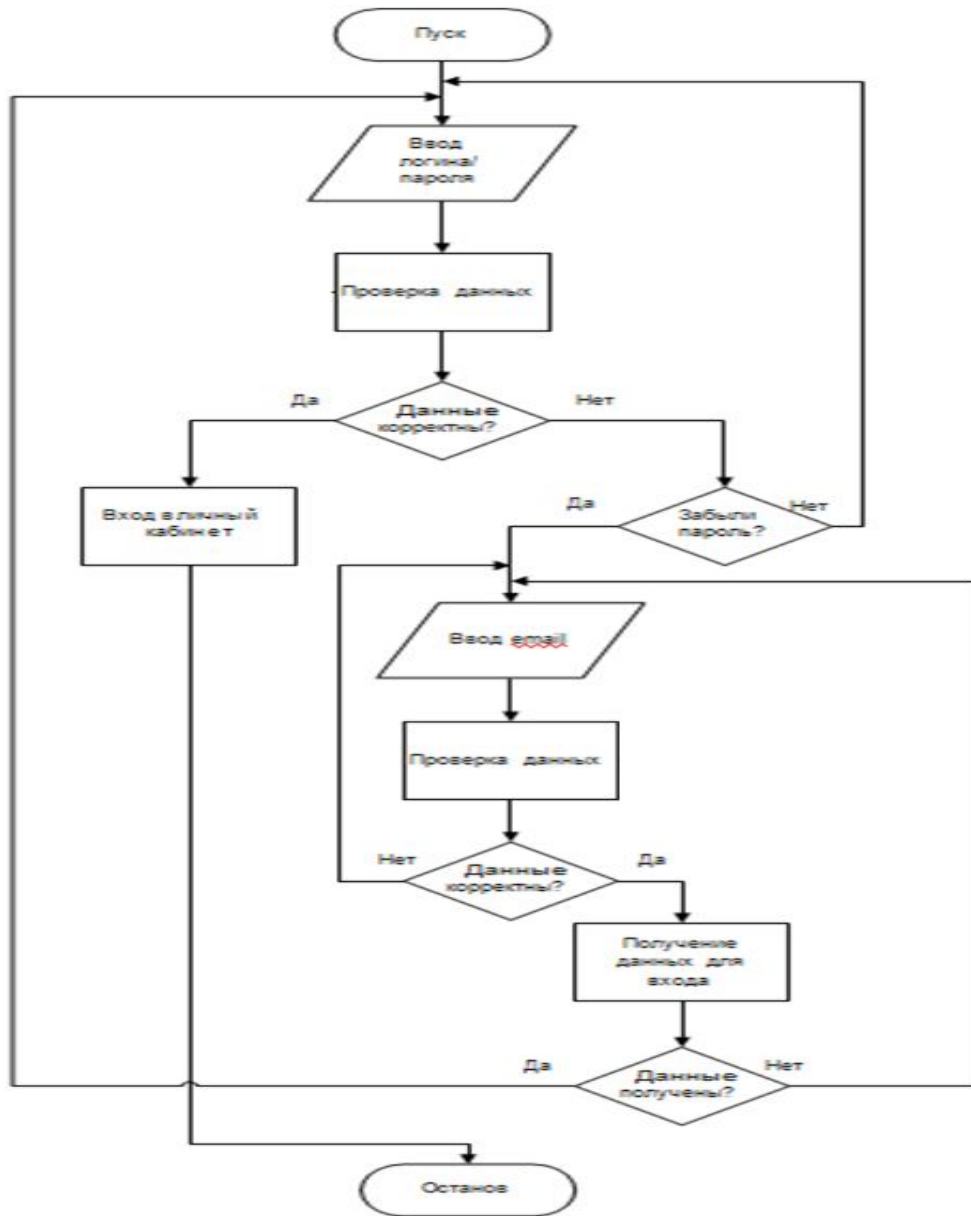 Пуск
Ввод
логина/
пароля
Проверка данных
Да
Нет
Данные
корректны?
Вход в личный
кабинет
Да
Забыли
пароль?
Нет
Ввод email
Проверка данных
Нет
Да
Данные
корректны?
Получение
данных для
входа
Да
Нет
Данные
получены?
Останов